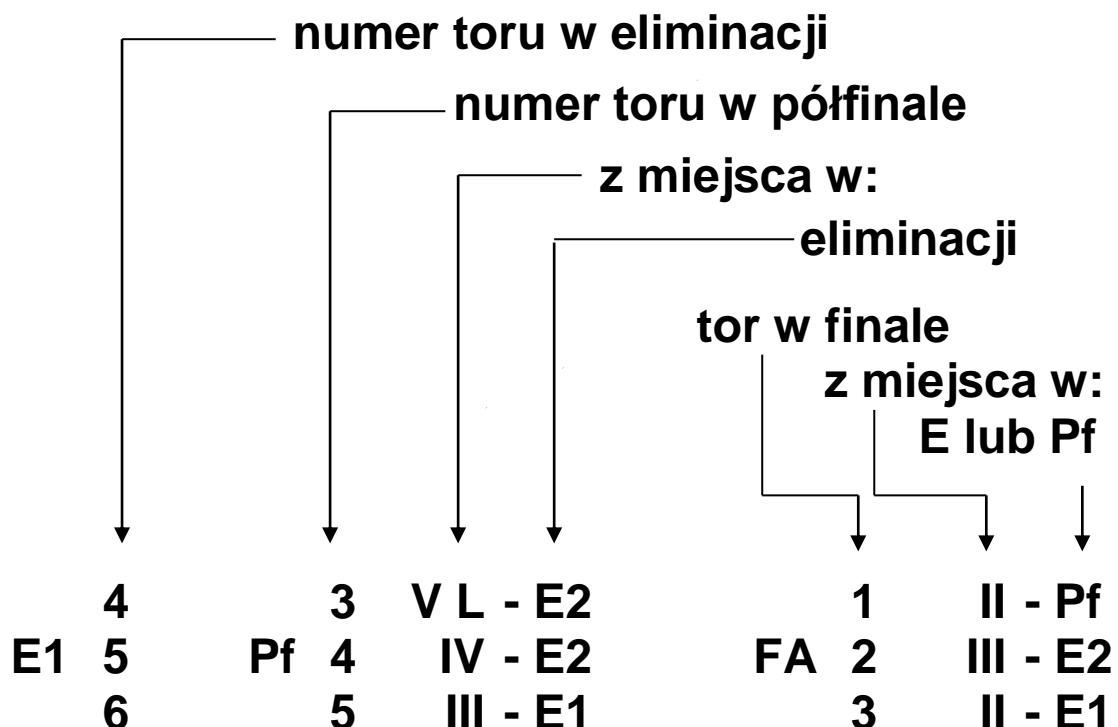 numer toru w eliminacji
numer toru w półfinale
z miejsca w:
eliminacji
tor w finale
z miejsca w:
E lub Pf
4 3 V L - E2 1 II - Pf
E1 5 Pf 4 IV - E2 FA 2 III - E2
6 5 III - E1 3 II - E1